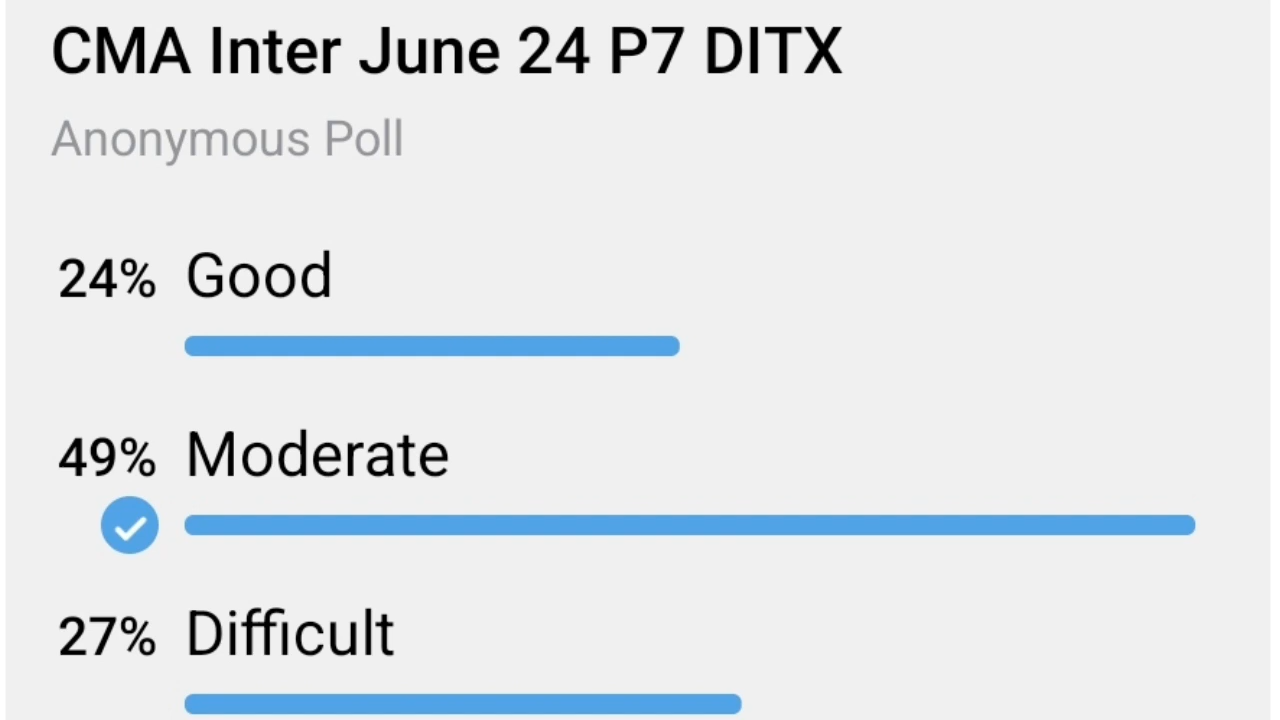 CMA Inter June 24 P7 DITX
Anonymous Poll
24% Good
49% Moderate
27% Difficult